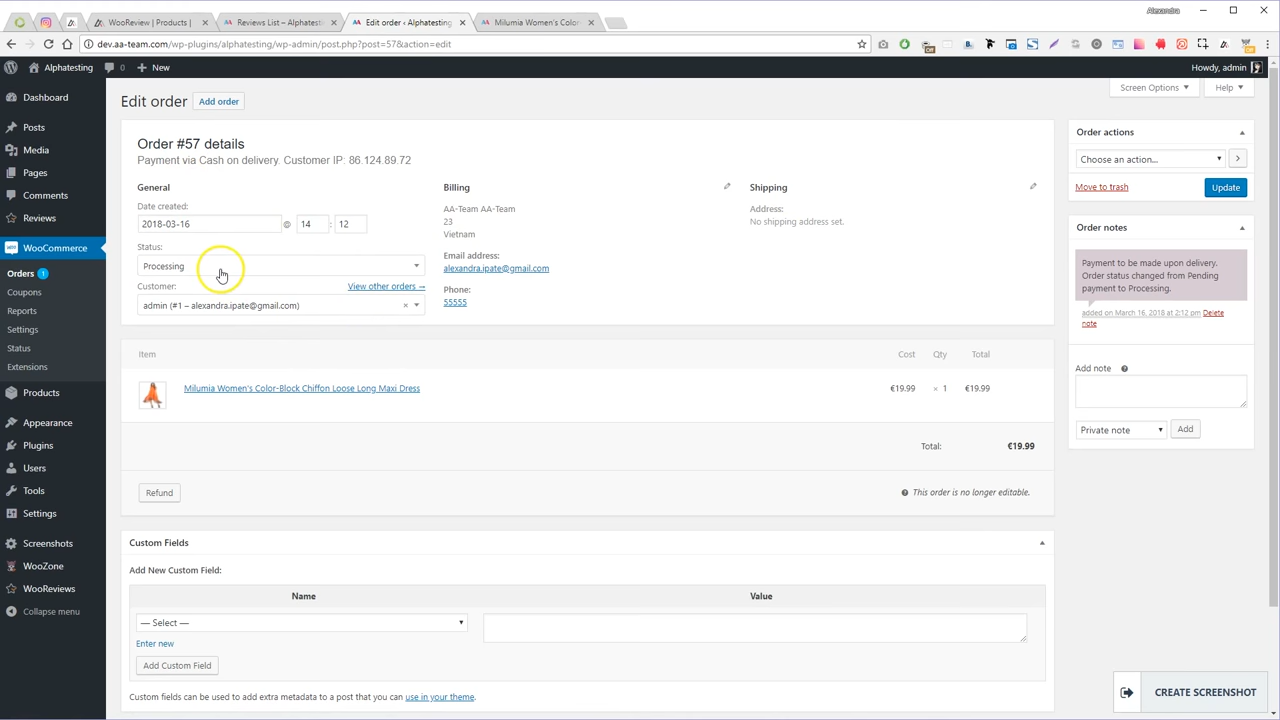 Alexandra
WooReview | Products |
Reviews List – Alphatesti
Edit order ‹ Alphatesting
Milumia Women's Color-
dev.aa-team.com/wp-plugins/alphatesting/wp-admin/post.php?post=57&action=edit
Alphatesting
0
New
Howdy, admin
Dashboard
Posts
Media
Pages
Comments
Reviews
WooCommerce
Orders 1
Coupons
Reports
Settings
Status
Extensions
Products
Appearance
Plugins
Users
Tools
Settings
Screenshots
WooZone
WooReviews
Collapse menu
Screen Options
Help
Edit order
Add order
Order #57 details
Payment via Cash on delivery. Customer IP: 86.124.89.72
General
Date created:
2018-03-16 @ 14 : 12
Status:
Processing
Customer:
View other orders →
admin (#1 – alexandra.ipate@gmail.com) ×
Billing
AA-Team AA-Team
23
Vietnam
Email address:
alexandra.ipate@gmail.com
Phone:
55555
Shipping
Address:
No shipping address set.
Item Cost Qty Total
Milumia Women's Color-Block Chiffon Loose Long Maxi Dress €19.99 × 1 €19.99
Total: €19.99
Refund
This order is no longer editable.
Custom Fields
Add New Custom Field:
Name Value
— Select —
Enter new
Add Custom Field
Custom fields can be used to add extra metadata to a post that you can use in your theme.
Order actions
Choose an action...
Move to trash
Update
Order notes
Payment to be made upon delivery.
Order status changed from Pending
payment to Processing.
added on March 16, 2018 at 2:12 pm Delete
note
Add note
Private note
Add
CREATE SCREENSHOT